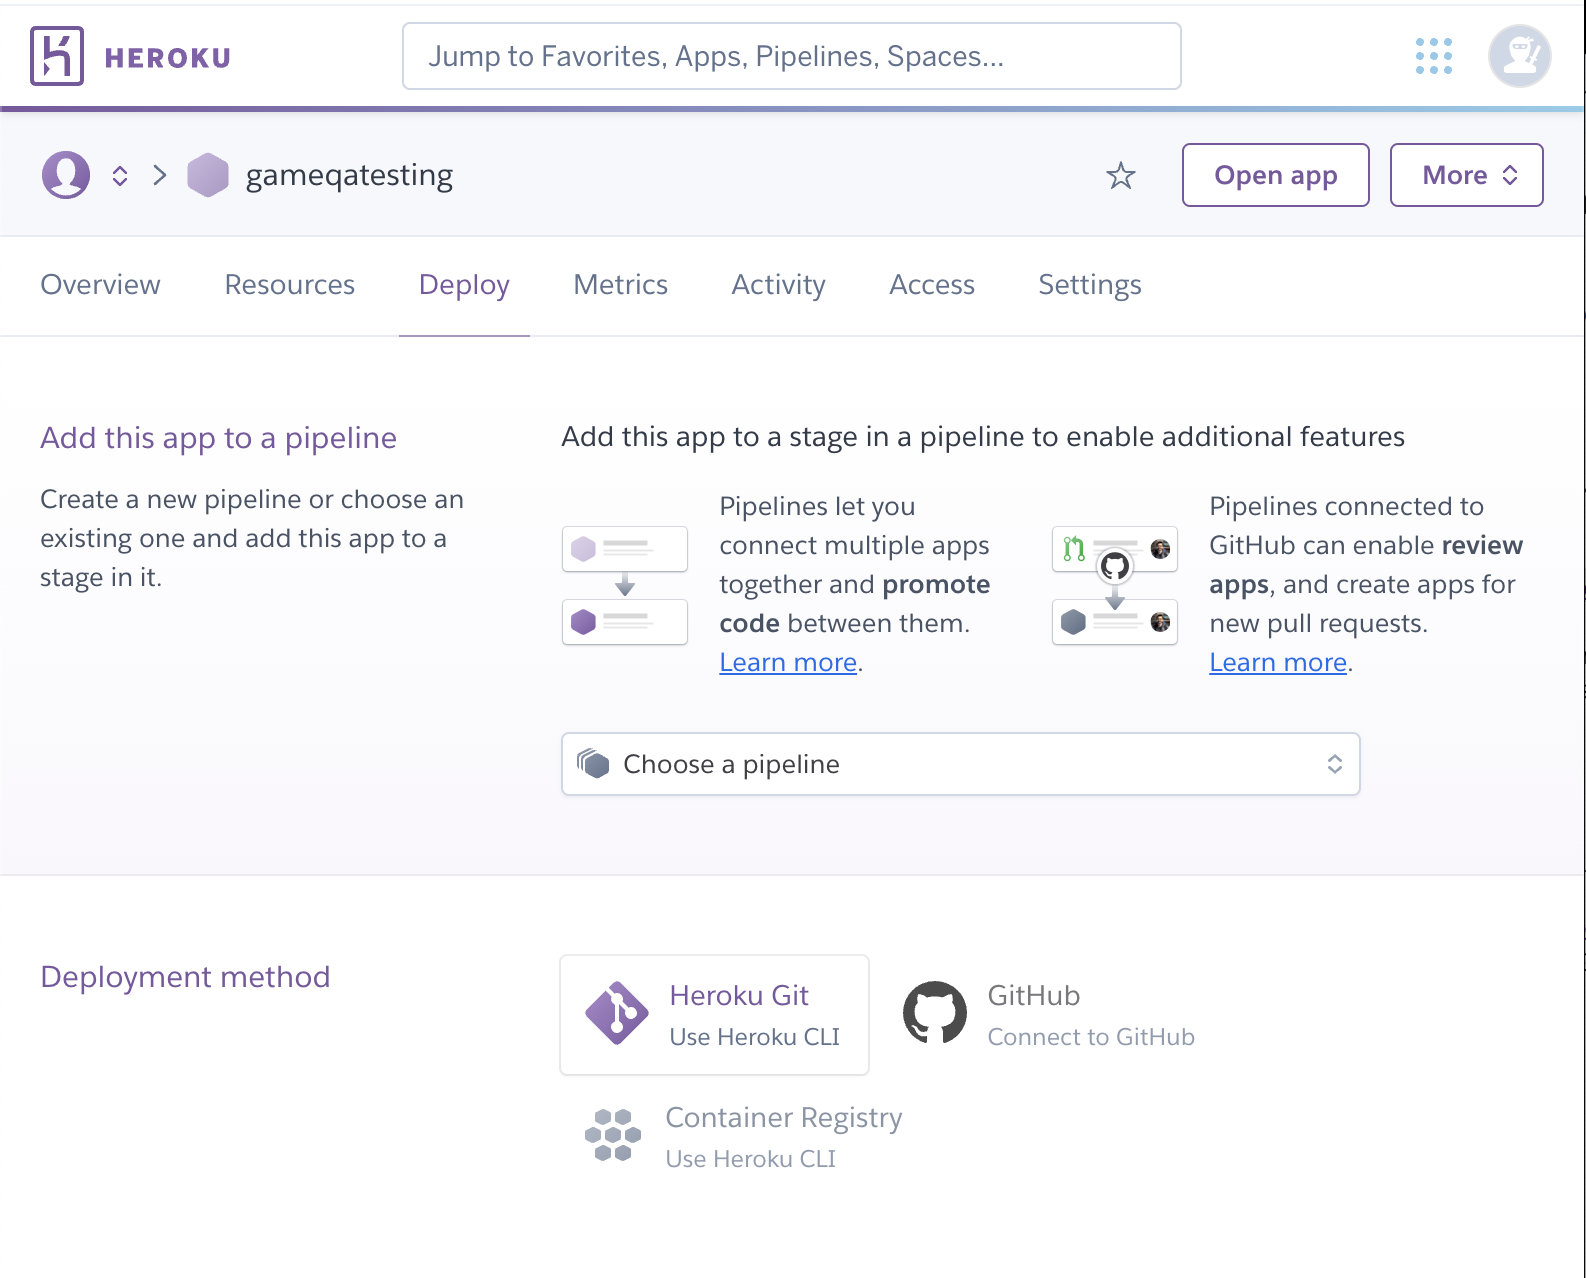 HEROKU
Jump to Favorites, Apps, Pipelines, Spaces...
gameqatesting
Open app
More
Overview
Resources
Deploy
Metrics
Activity
Access
Settings
Add this app to a pipeline
Create a new pipeline or choose an
existing one and add this app to a
stage in it.
Add this app to a stage in a pipeline to enable additional features
Pipelines let you
connect multiple apps
together and promote
code between them.
Learn more.
Pipelines connected to
GitHub can enable review
apps, and create apps for
new pull requests.
Learn more.
Choose a pipeline
Deployment method
Heroku Git
Use Heroku CLI
GitHub
Connect to GitHub
Container Registry
Use Heroku CLI